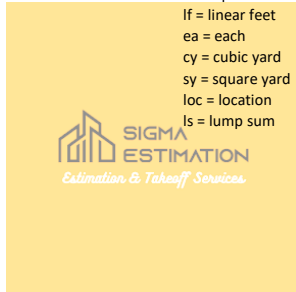 lf = linear feet
ea = each
cy = cubic yard
sy = square yard
loc = location
ls = lump sum
SIGMA
ESTIMATION
Estimation & Takeoff Services